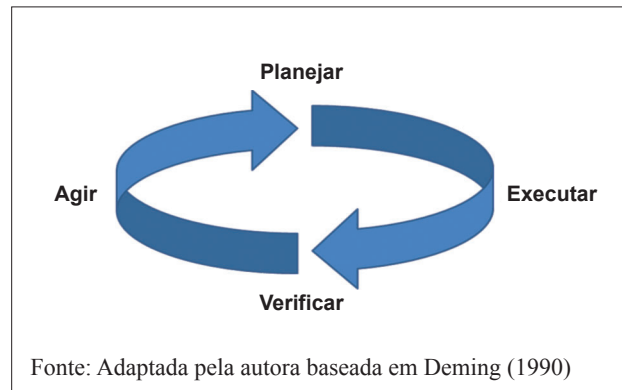 Planejar
Agir
Executar
Verificar
Fonte: Adaptada pela autora baseada em Deming (1990)